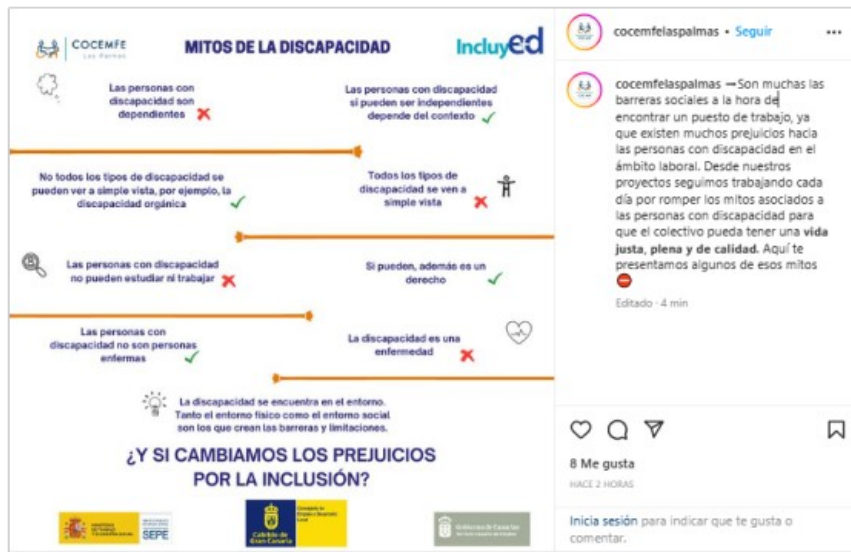 COCEMFE
Las Palmas
MITOS DE LA DISCAPACIDAD
IncluyEd
Las personas con
discapacidad son
dependientes
Las personas con discapacidad
si pueden ser independientes
depende del contexto
No todos los tipos de discapacidad se
pueden ver a simple vista, por ejemplo, la
discapacidad orgánica
Todos los tipos de
discapacidad se ven a
simple vista
Las personas con discapacidad
no pueden estudiar ni trabajar
Si pueden, además es un
derecho
Las personas con
discapacidad no son personas
enfermas
La discapacidad es una
enfermedad
La discapacidad se encuentra en el entorno.
Tanto el entorno físico como el entorno social
son los que crean las barreras y limitaciones.
¿Y SI CAMBIAMOS LOS PREJUICIOS
POR LA INCLUSIÓN?
SEPE
Cabildo de
Gran Canaria
Gobierno de Canarias
cocemfelaspalmas • Seguir
cocemfelaspalmas Son muchas las
barreras sociales a la hora de
encontrar un puesto de trabajo, ya
que existen muchos prejuicios hacia
las personas con discapacidad en el
ámbito laboral. Desde nuestros
proyectos seguimos trabajando cada
día por romper los mitos asociados a
las personas con discapacidad para
que el colectivo pueda tener una vida
justa, plena y de calidad. Aquí te
presentamos algunos de esos mitos
Editado · 4 min
8 Me gusta
HACE 2 HORAS
Inicia sesión para indicar que te gusta o
comentar.